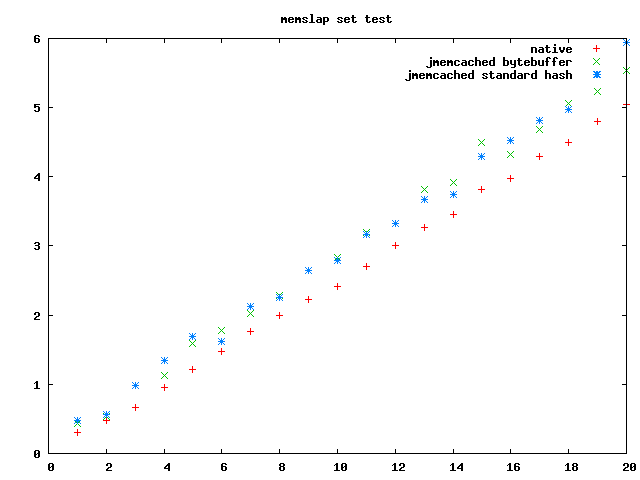 memslap set test
6
native
jmemcached bytebuffer
jmemcached standard hash
5
4
3
2
1
0
0 2 4 6 8 10 12 14 16 18 20